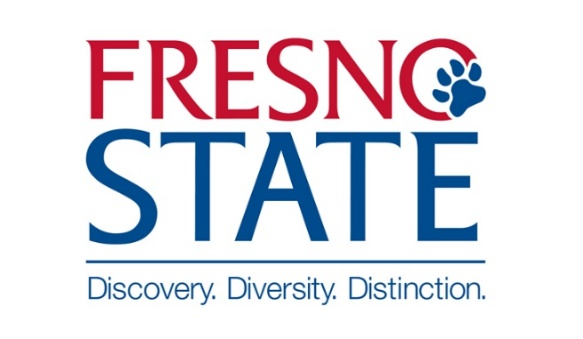 FRESNO
STATE
Discovery. Diversity. Distinction.